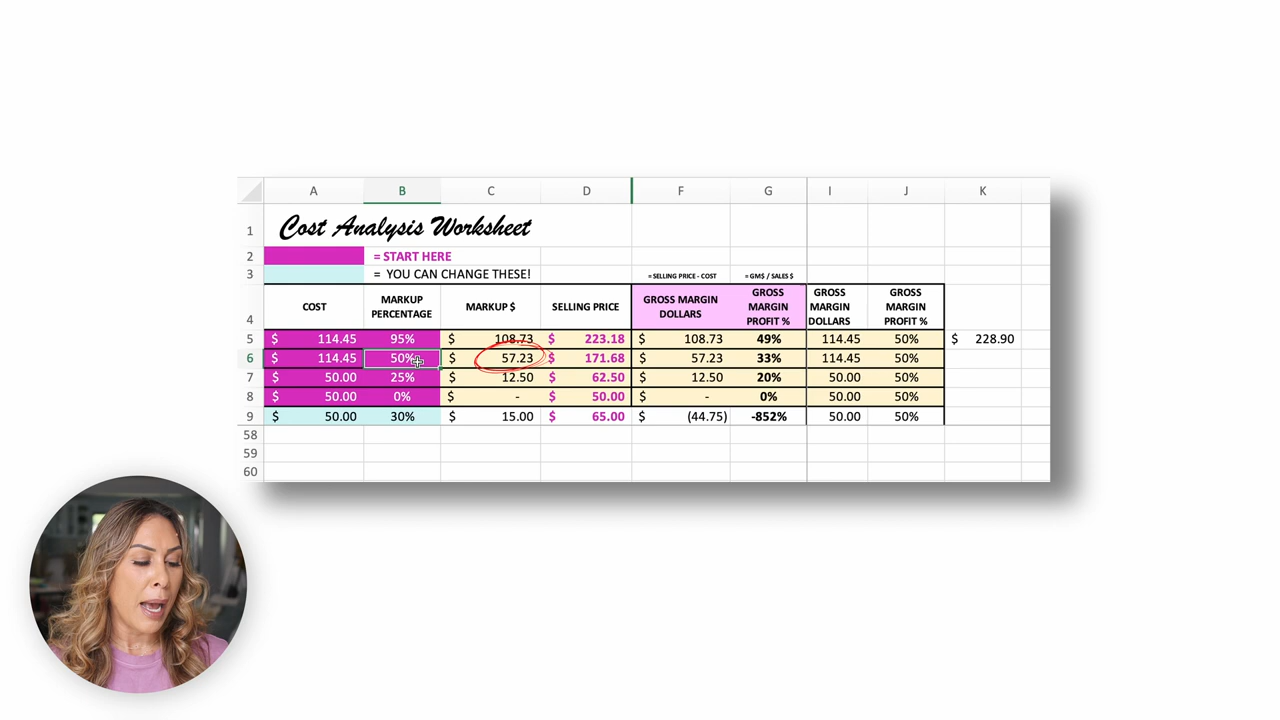 A B C D F G I J K
1 Cost Analysis Worksheet
2 = START HERE
3 = YOU CAN CHANGE THESE! = SELLING PRICE - COST = GM$ / SALES $
4 COST MARKUP PERCENTAGE MARKUP $ SELLING PRICE GROSS MARGIN DOLLARS GROSS MARGIN PROFIT % GROSS MARGIN DOLLARS GROSS MARGIN PROFIT %
5 $ 114.45 95% $ 108.73 $ 223.18 $ 108.73 49% 114.45 50% $ 228.90
6 $ 114.45 50% $ 57.23 $ 171.68 $ 57.23 33% 114.45 50%
7 $ 50.00 25% $ 12.50 $ 62.50 $ 12.50 20% 50.00 50%
8 $ 50.00 0% $ - $ 50.00 $ - 0% 50.00 50%
9 $ 50.00 30% $ 15.00 $ 65.00 $ (44.75) -852% 50.00 50%
58
59
60